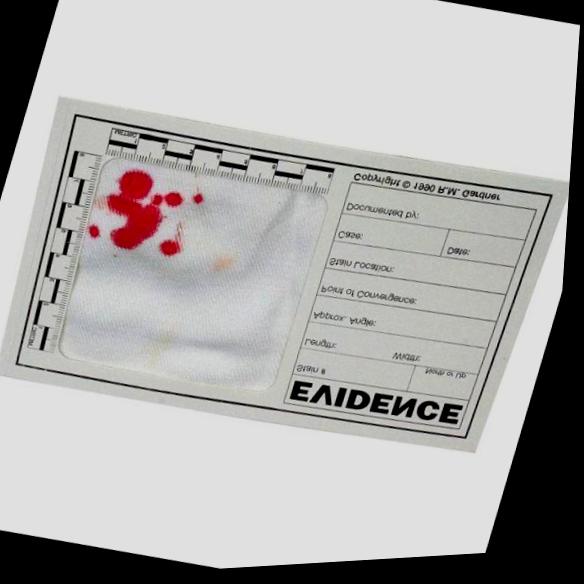 EVIDENCE
Stain #
North or Up
Length:
Width:
Approx. Angle:
Point of Convergence:
Stain Location:
Case:
Date:
Documented by:
Copyright © 1990 R.M. Gardner
METRIC